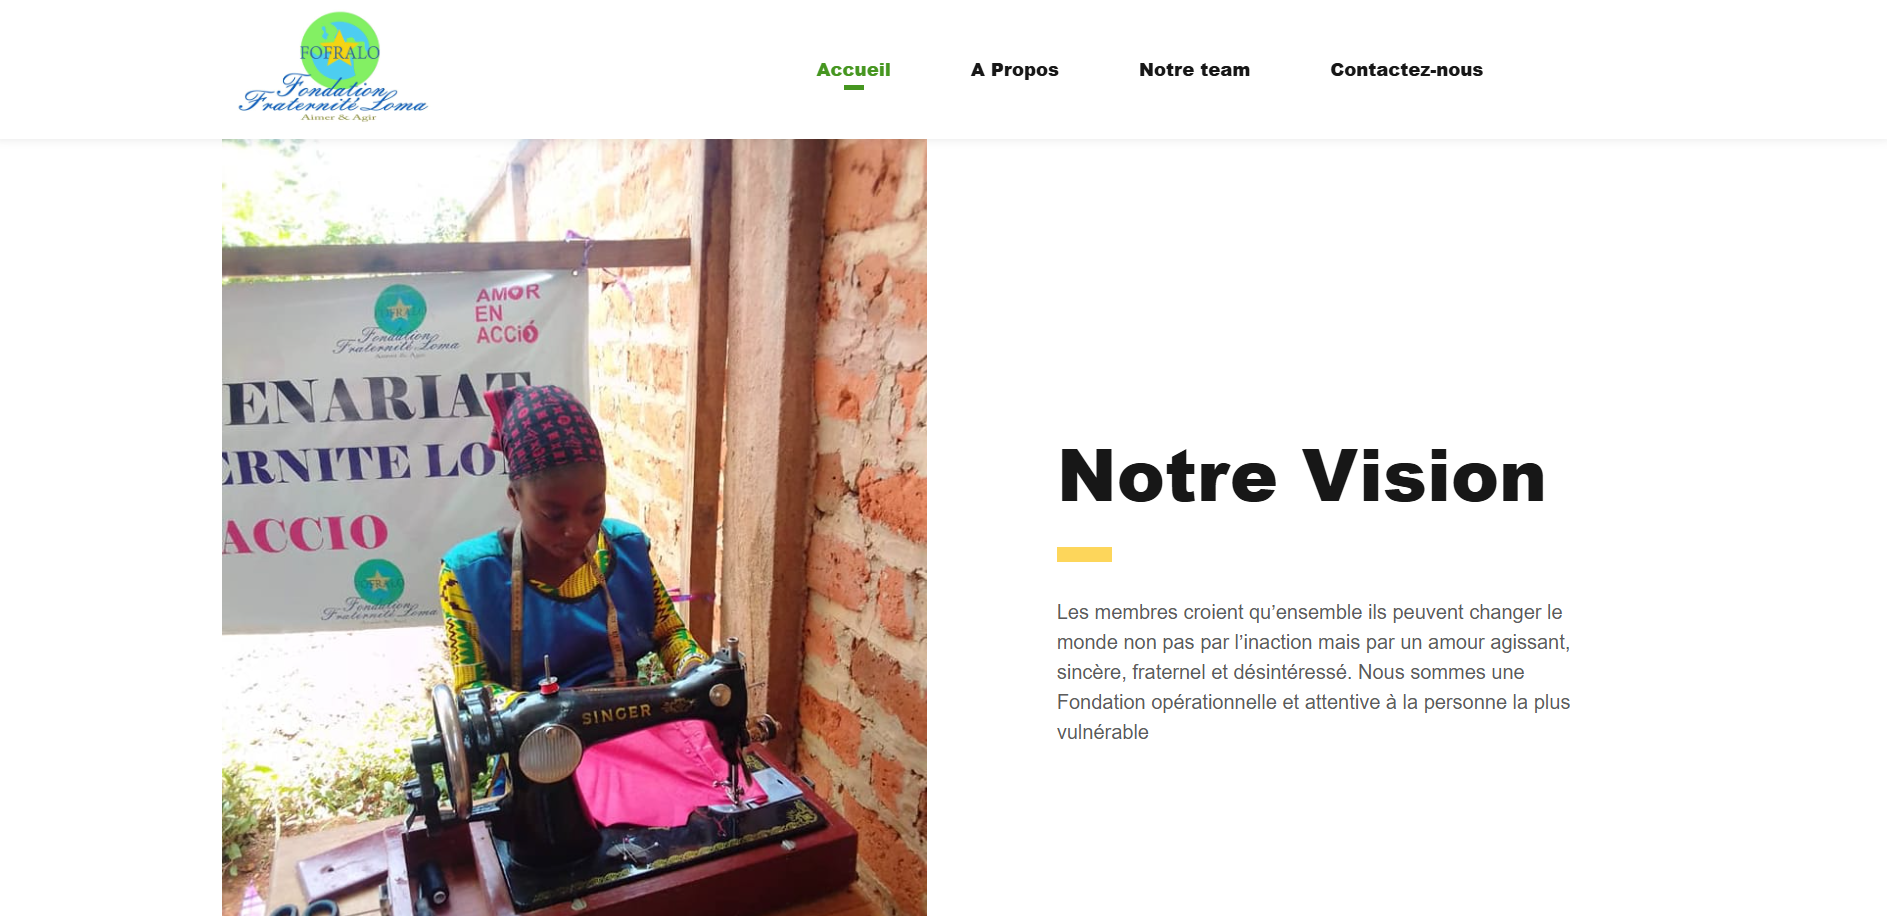 FOFRALO
Fondation
Fraternité Loma
Aimer & Agir
Accueil
A Propos
Notre team
Contactez-nous
AMOR
EN
ACCIÓ
FOFRALO
Fondation
Fraternité Loma
Aimer & Agir
ENARIAT
ERNITE LO
ACCIO
FOFRALO
Fondation
Fraternité Loma
SINGER
Notre Vision
Les membres croient qu’ensemble ils peuvent changer le
monde non pas par l’inaction mais par un amour agissant,
sincère, fraternel et désintéressé. Nous sommes une
Fondation opérationnelle et attentive à la personne la plus
vulnérable